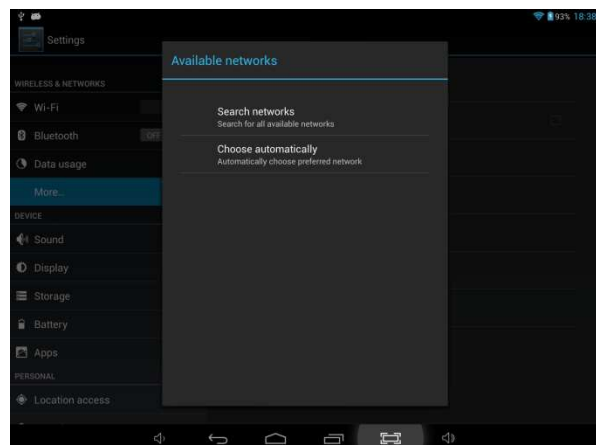 93% 18:38
Settings
Available networks
WIRELESS & NETWORKS
Wi-Fi
Search networks
Search for all available networks
Bluetooth OFF
Choose automatically
Automatically choose preferred network
Data usage
More...
DEVICE
Sound
Display
Storage
Battery
Apps
PERSONAL
Location access